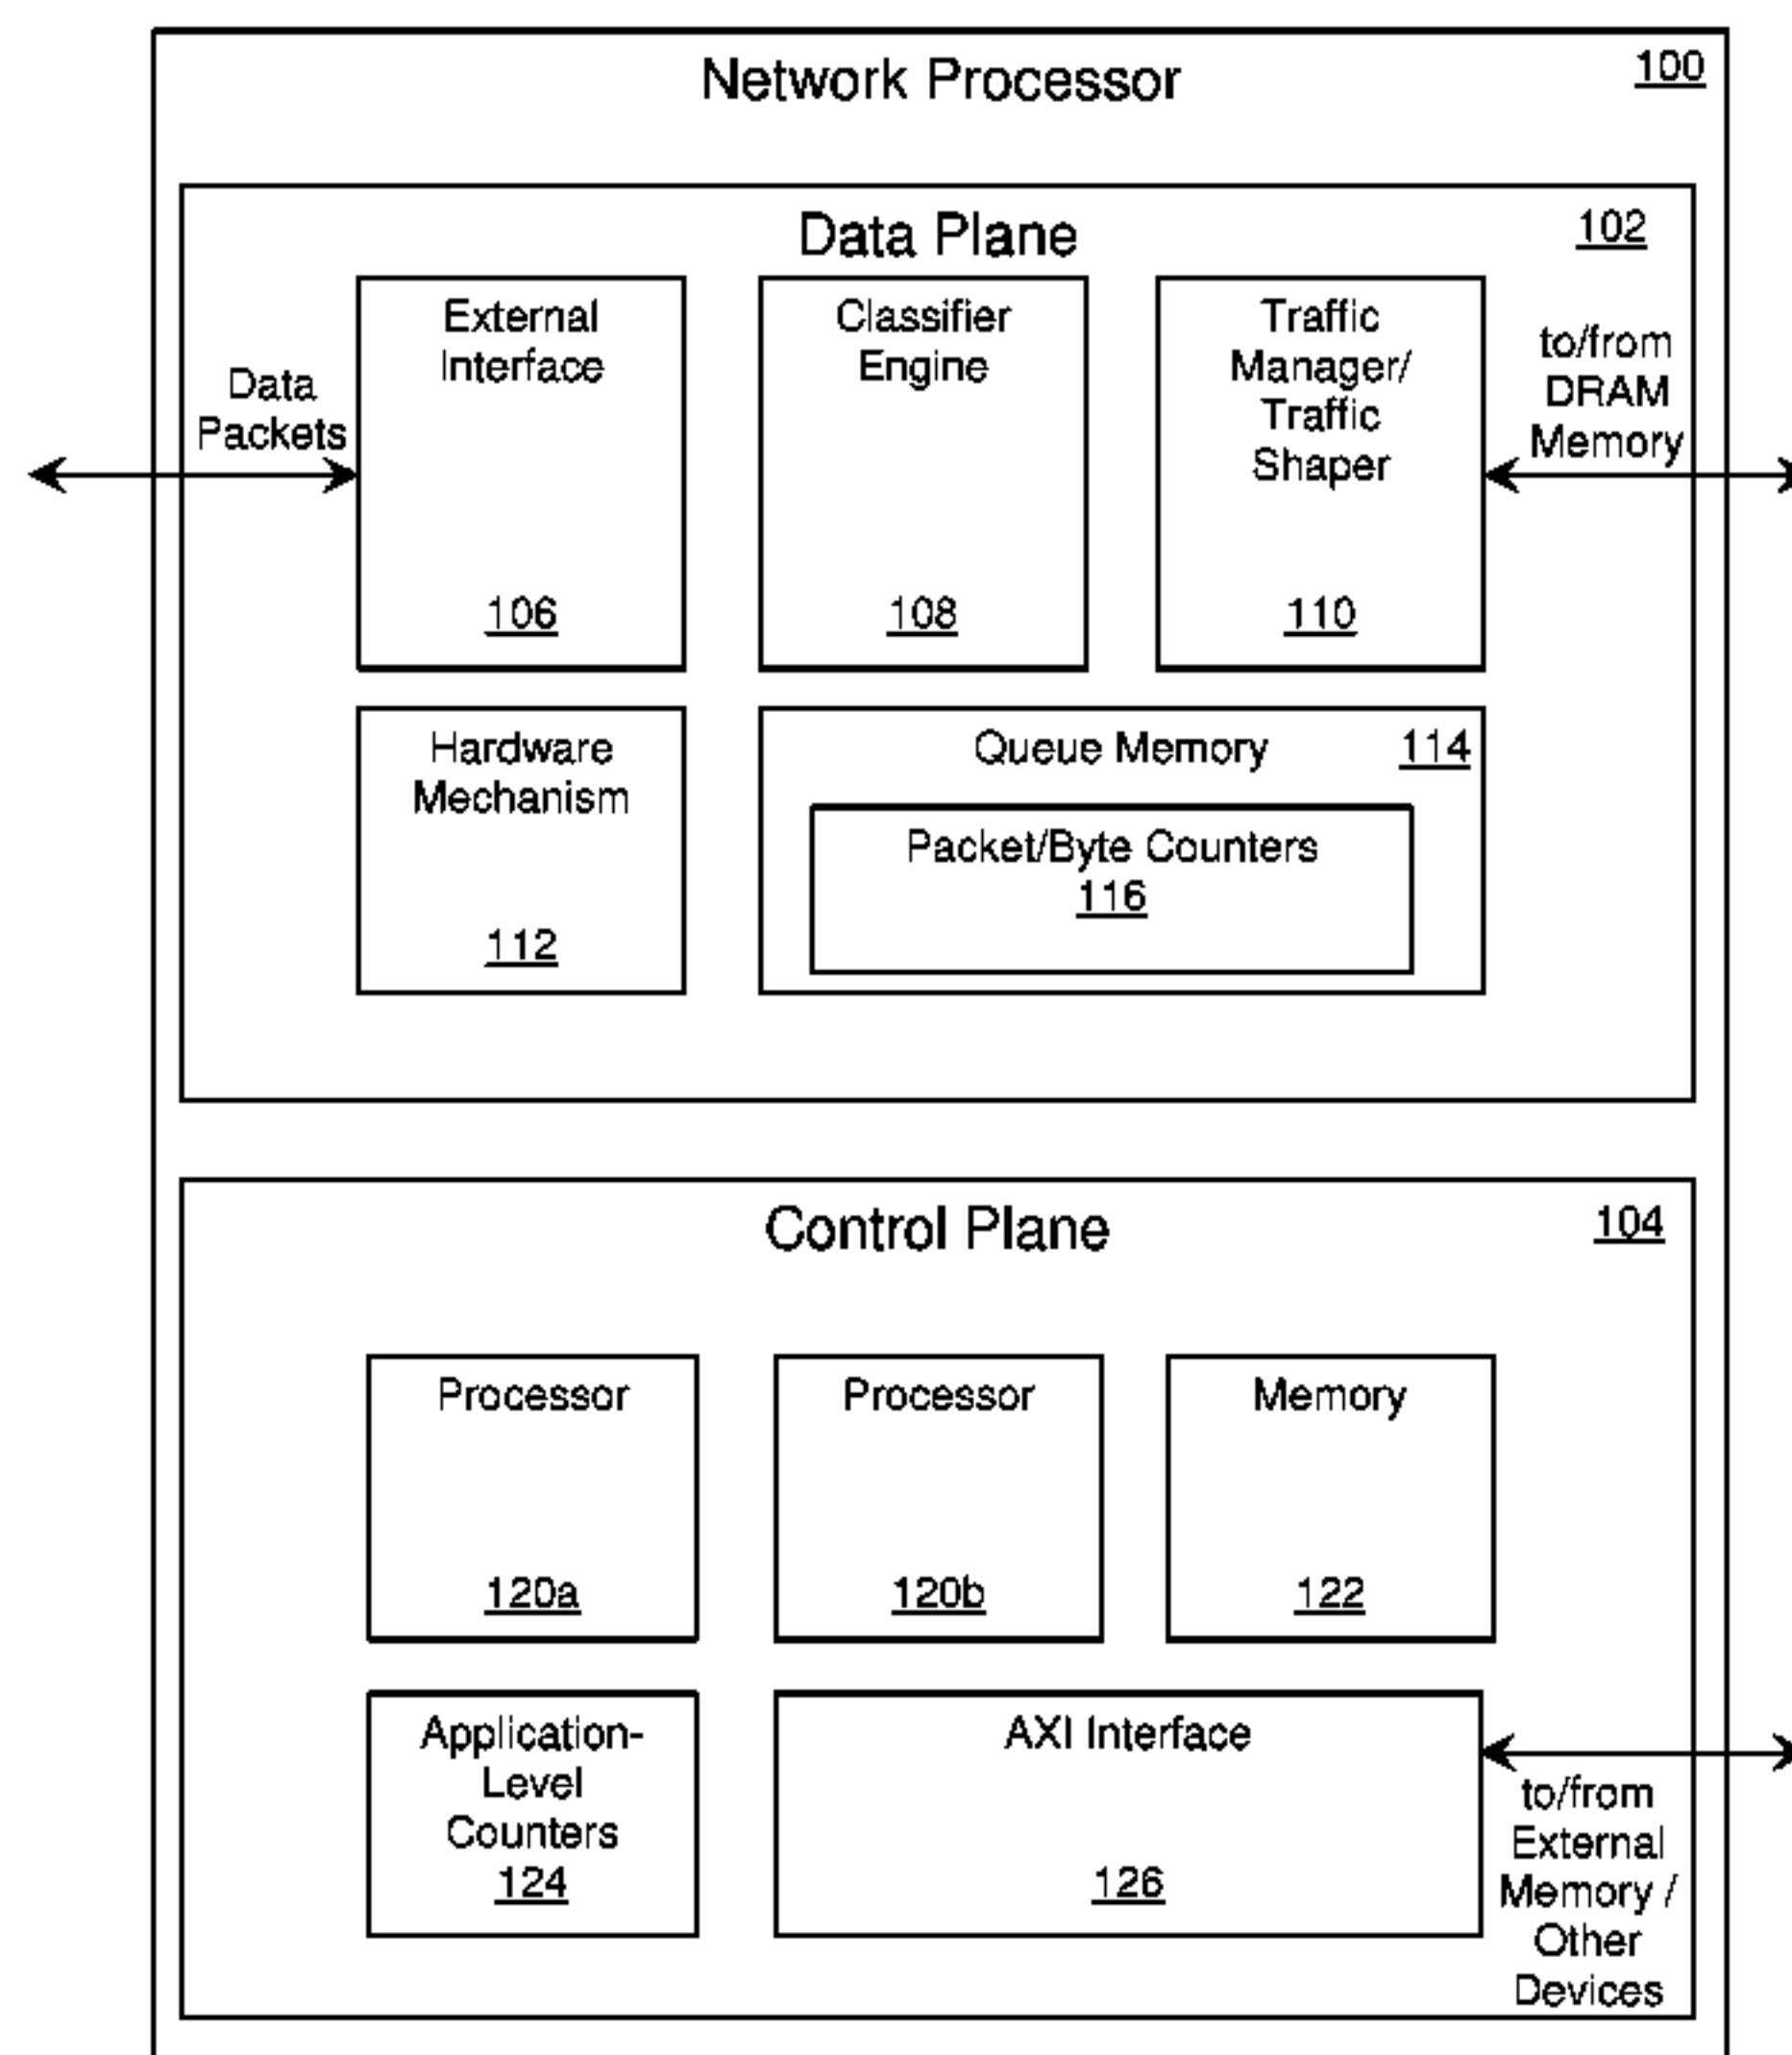 Network Processor
100
Data Plane
102
External
Interface
106
Classifier
Engine
108
Traffic
Manager/
Traffic
Shaper
110
Data
Packets
to/from
DRAM
Memory
Hardware
Mechanism
112
Queue Memory
114
Packet/Byte Counters
116
Control Plane
104
Processor
120a
Processor
120b
Memory
122
Application-
Level
Counters
124
AXI Interface
126
to/from
External
Memory /
Other
Devices